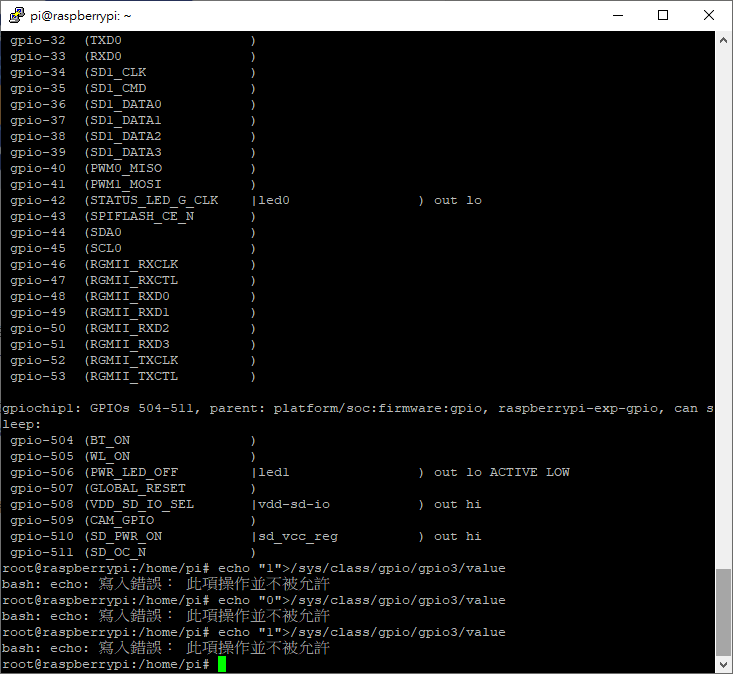 pi@raspberrypi: ~
gpio-32  (TXD0                )
gpio-33  (RXD0                )
gpio-34  (SD1_CLK             )
gpio-35  (SD1_CMD             )
gpio-36  (SD1_DATA0           )
gpio-37  (SD1_DATA1           )
gpio-38  (SD1_DATA2           )
gpio-39  (SD1_DATA3           )
gpio-40  (PWM0_MISO           )
gpio-41  (PWM1_MOSI           )
gpio-42  (STATUS_LED_G_CLK    |led0                ) out lo
gpio-43  (SPIFLASH_CE_N       )
gpio-44  (SDA0                )
gpio-45  (SCL0                )
gpio-46  (RGMII_RXCLK         )
gpio-47  (RGMII_RXCTL         )
gpio-48  (RGMII_RXD0          )
gpio-49  (RGMII_RXD1          )
gpio-50  (RGMII_RXD2          )
gpio-51  (RGMII_RXD3          )
gpio-52  (RGMII_TXCLK         )
gpio-53  (RGMII_TXCTL         )
gpiochip1: GPIOs 504-511, parent: platform/soc:firmware:gpio, raspberrypi-exp-gpio, can s
leep:
gpio-504 (BT_ON               )
gpio-505 (WL_ON               )
gpio-506 (PWR_LED_OFF         |led1                ) out lo ACTIVE LOW
gpio-507 (GLOBAL_RESET        )
gpio-508 (VDD_SD_IO_SEL       |vdd-sd-io           ) out hi
gpio-509 (CAM_GPIO            )
gpio-510 (SD_PWR_ON           |sd_vcc_reg          ) out hi
gpio-511 (SD_OC_N             )
root@raspberrypi:/home/pi# echo "1">/sys/class/gpio/gpio3/value
bash: echo: 寫入錯誤： 此項操作並不被允許
root@raspberrypi:/home/pi# echo "0">/sys/class/gpio/gpio3/value
bash: echo: 寫入錯誤： 此項操作並不被允許
root@raspberrypi:/home/pi# echo "1">/sys/class/gpio/gpio3/value
bash: echo: 寫入錯誤： 此項操作並不被允許
root@raspberrypi:/home/pi#